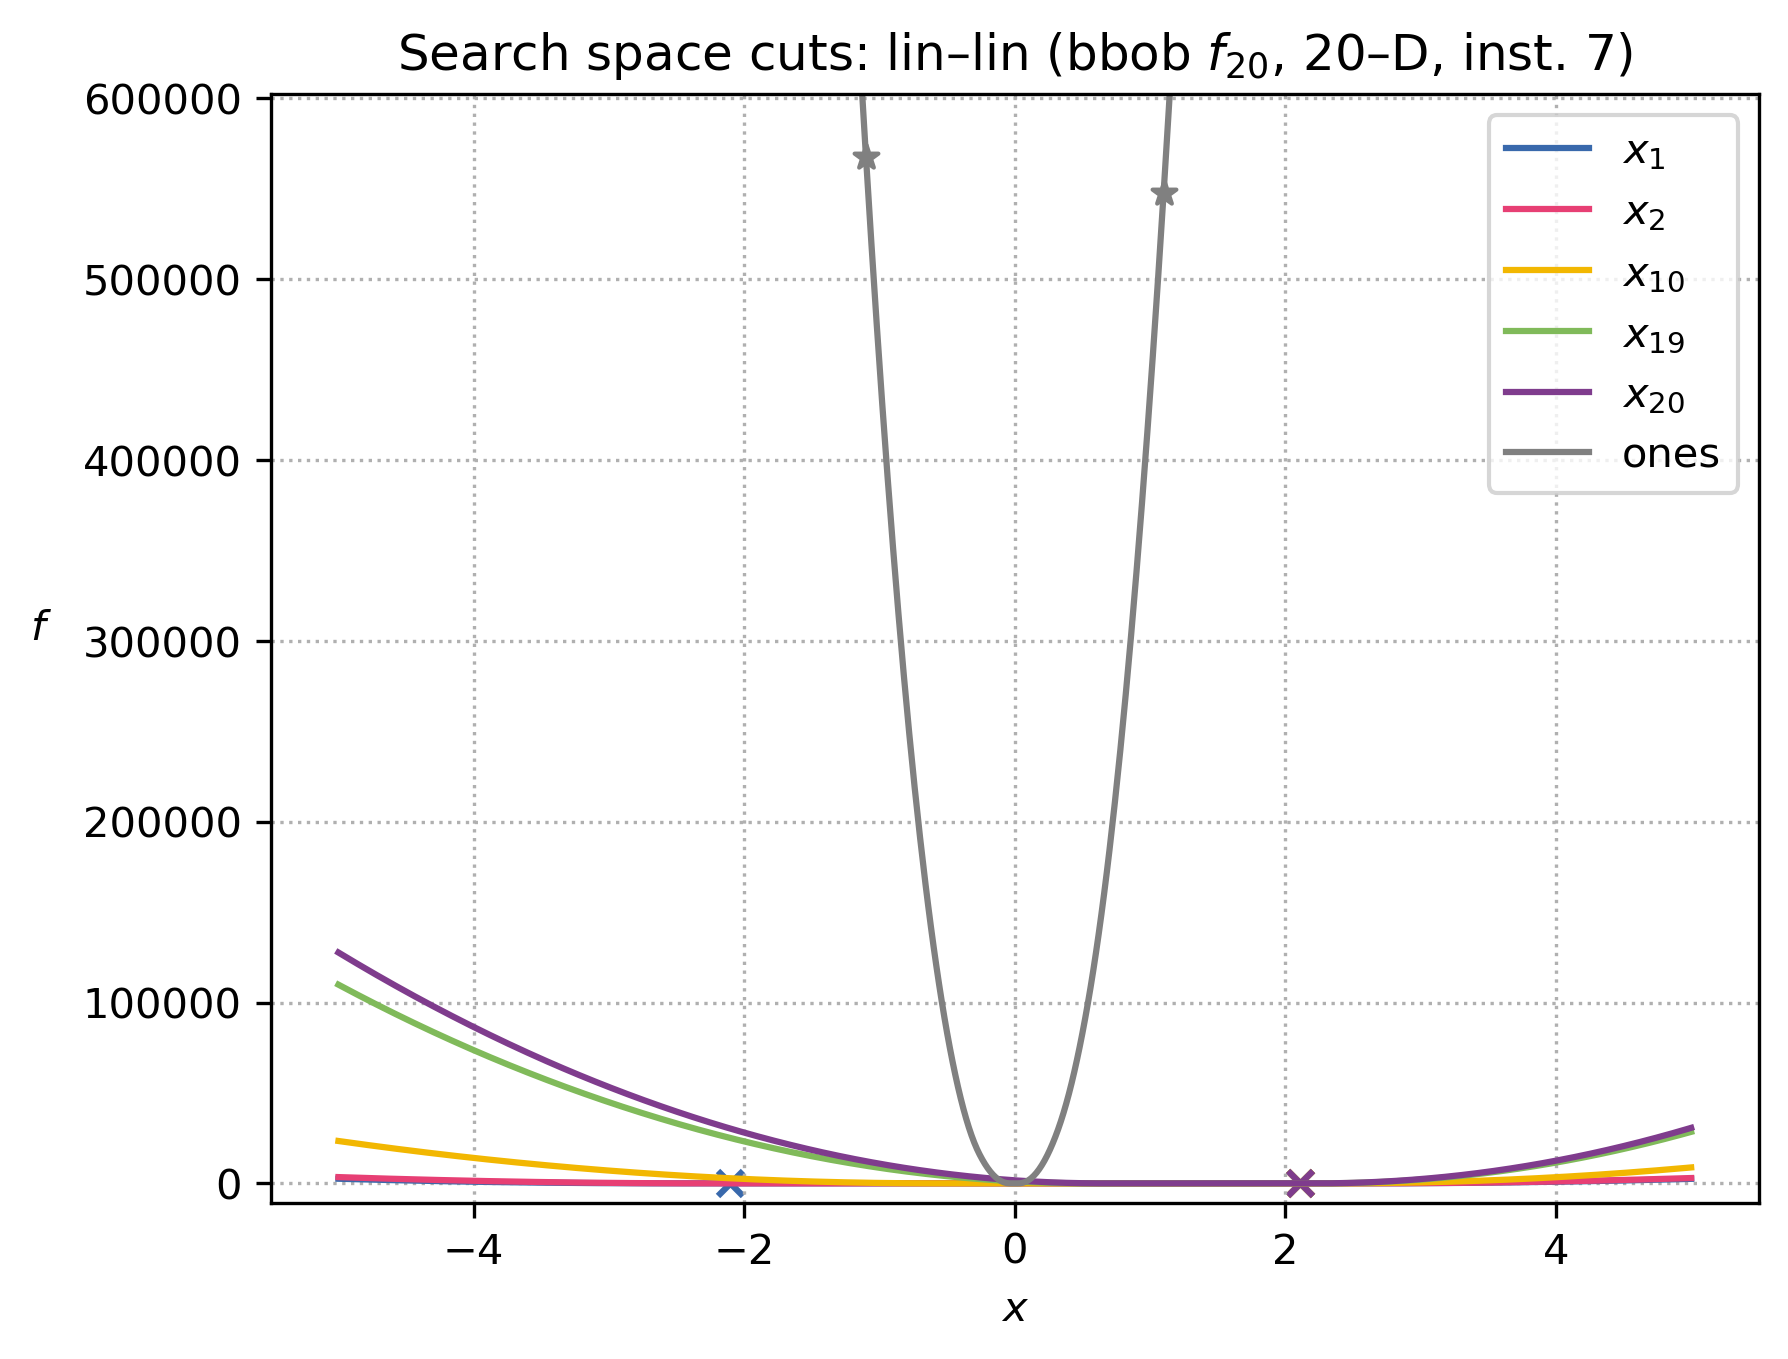 Search space cuts: lin–lin (bbob f20, 20–D, inst. 7)
600000
500000
400000
300000
200000
100000
0
f
x1
x2
x10
x19
x20
ones
−4
−2
0
2
4
x